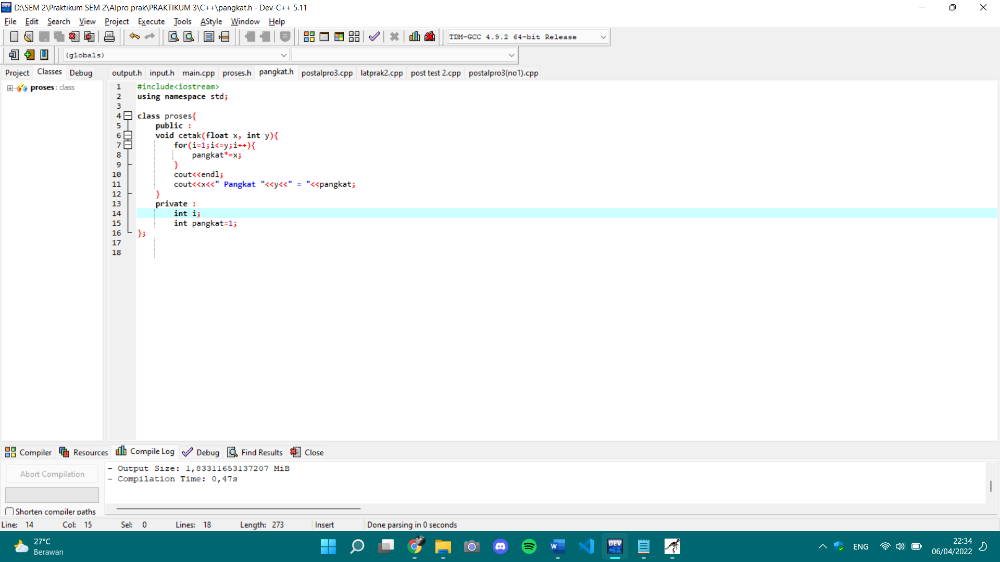 D:\SEM 2\Praktikum SEM 2\Alpro prak\PRAKTIKUM 3\C++\pangkat.h - Dev-C++ 5.11
File Edit Search View Project Execute Tools AStyle Window Help
TDM-GCC 4.9.2 64-bit Release
(globals)
Project Classes Debug output.h input.h main.cpp proses.h pangkat.h postalpro3.cpp latprak2.cpp post test 2.cpp postalpro3(no1).cpp
proses : class
1 #include<iostream>
2 using namespace std;
3
4 class proses{
5 public :
6 void cetak(float x, int y){
7 for(i=1;i<=y;i++){
8 pangkat*=x;
9 }
10 cout<<endl;
11 cout<<x<<" Pangkat "<<y<<" = "<<pangkat;
12 }
13 private :
14 int i;
15 int pangkat=1;
16 };
17
18
Compiler Resources Compile Log Debug Find Results Close
Abort Compilation
- Output Size: 1,83311653137207 MiB
- Compilation Time: 0,47s
Shorten compiler paths
Line: 14 Col: 15 Sel: 0 Lines: 18 Length: 273 Insert Done parsing in 0 seconds
27°C
Berawan
W
DEV
C++
ENG
22:34
06/04/2022